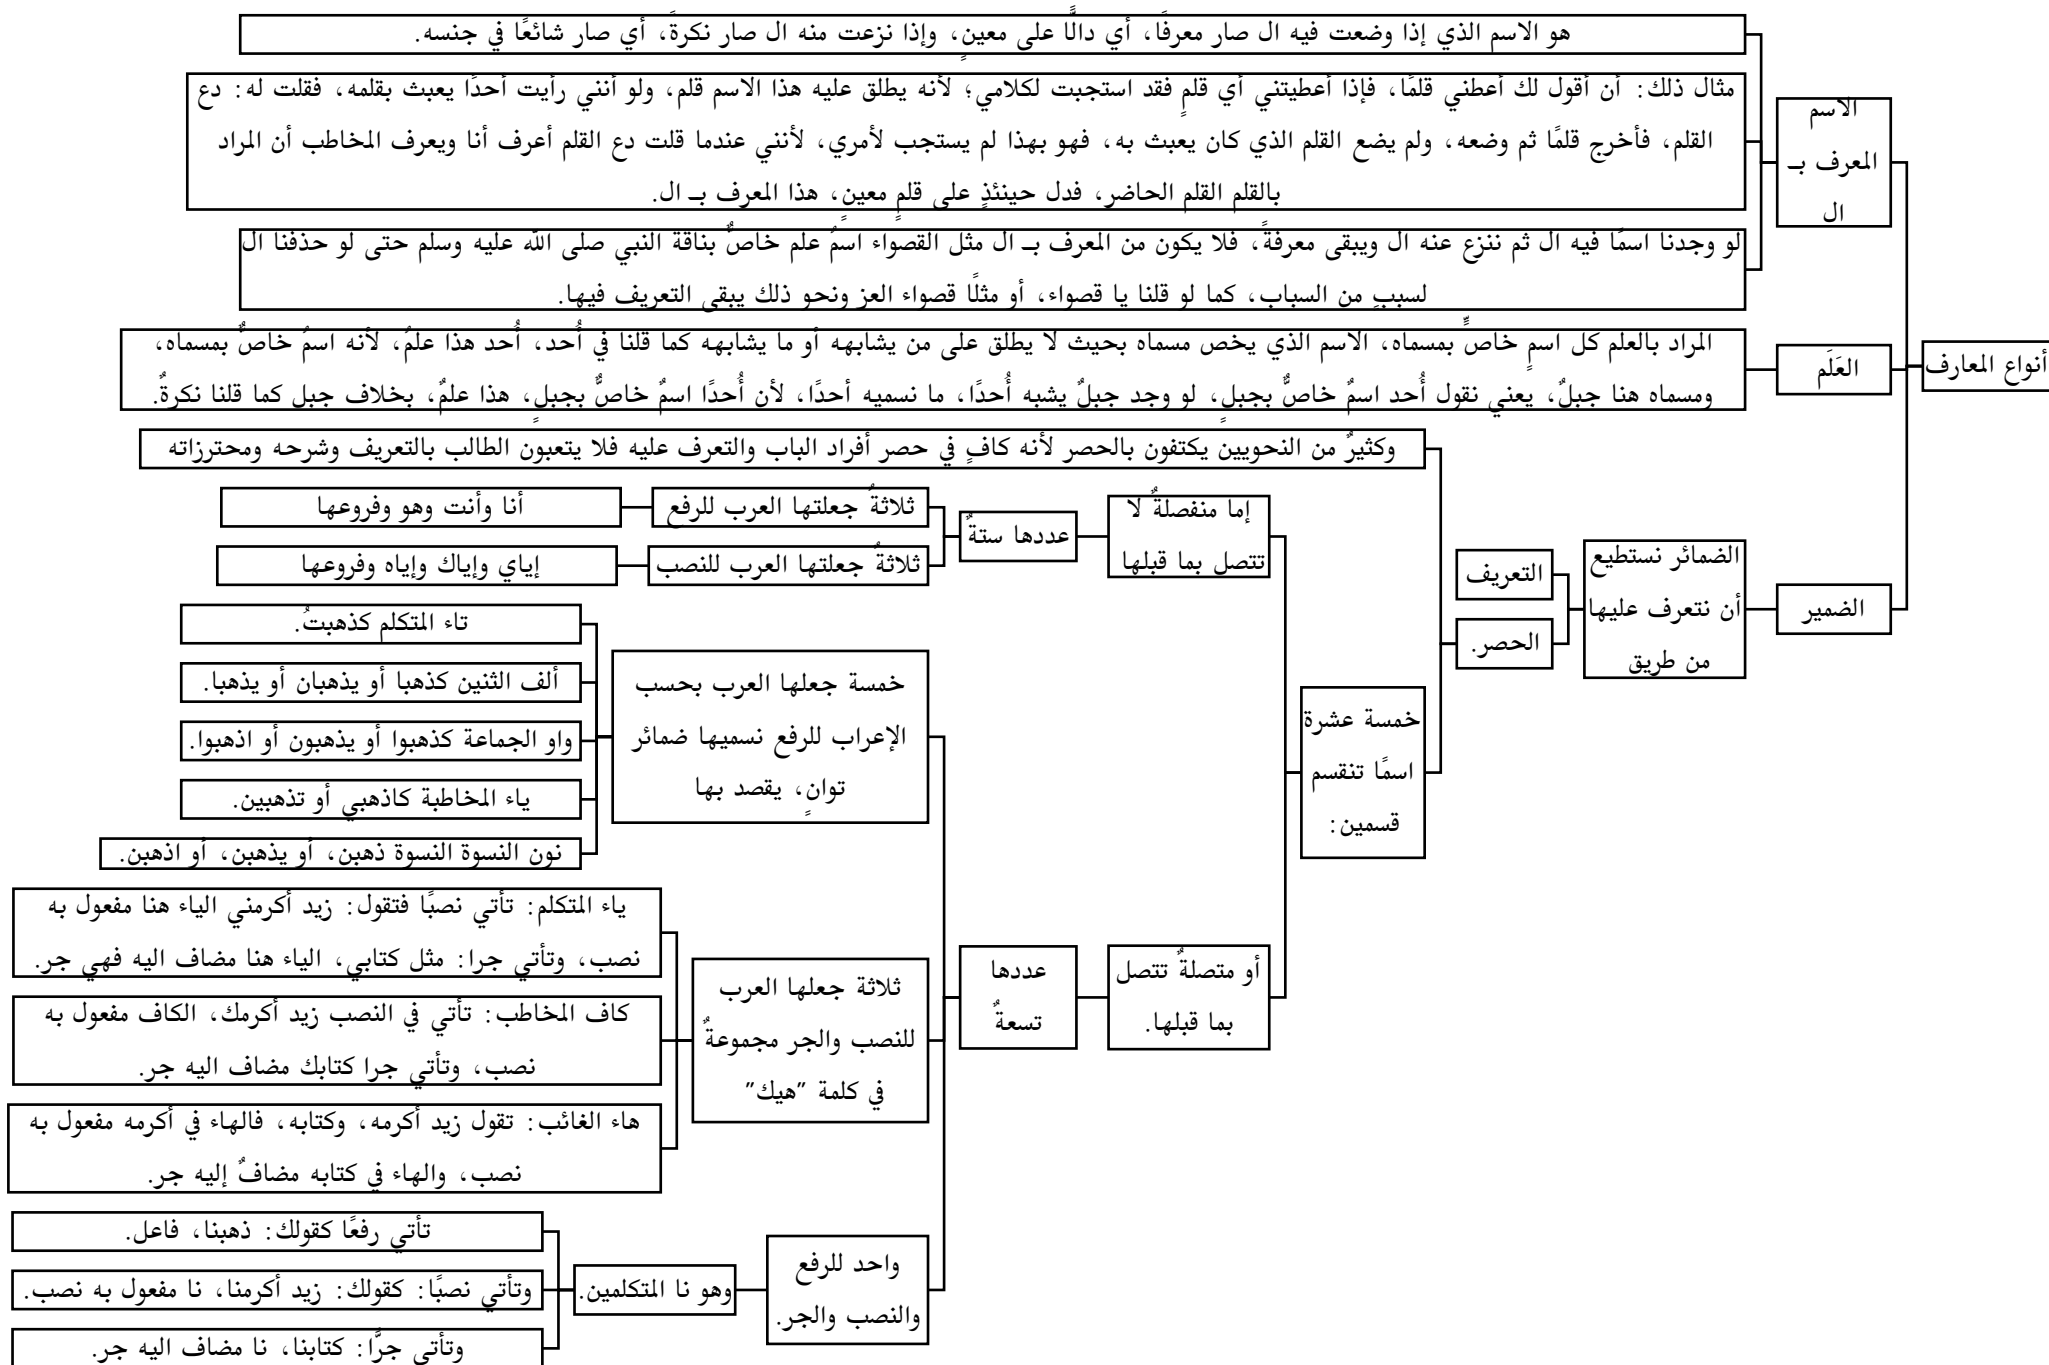 أنواع المعارف
الاسم
المعرف بـ
ال
هو الاسم الذي إذا وضعت فيه ال صار معرفًا، أي دالًّا على معينٍ، وإذا نزعت منه ال صار نكرةً، أي صار شائعًا في جنسه.
مثال ذلك: أن أقول لك أعطني قلمًا، فإذا أعطيتني أي قلمٍ فقد استجبت لكلامي؛ لأنه يطلق عليه هذا الاسم قلم، ولو أنني رأيت أحدًا يعبث بقلمه، فقلت له: دع
القلم، فأخرج قلمًا ثم وضعه، ولم يضع القلم الذي كان يعبث به، فهو بهذا لم يستجب لأمري، لأنني عندما قلت دع القلم أعرف أنا ويعرف المخاطب أن المراد
بالقلم القلم الحاضر، فدل حينئذٍ على قلمٍ معينٍ، هذا المعرف بـ ال.
لو وجدنا اسمًا فيه ال ثم ننزع عنه ال ويبقى معرفةً، فلا يكون من المعرف بـ ال مثل القصواء اسمُ علم خاصٌّ بناقة النبي صلى الله عليه وسلم حتى لو حذفنا ال
لسببٍ من السباب، كما لو قلنا يا قصواء، أو مثلًا قصواء العز ونحو ذلك يبقى التعريف فيها.
العَلَم
المراد بالعلم كل اسمٍ خاصٍّ بمسماه، الاسم الذي يخص مسماه بحيث لا يطلق على من يشابهه أو ما يشابهه كما قلنا في أُحد، أُحد هذا علمٌ، لأنه اسمٌ خاصٌّ بمسماه،
ومسماه هنا جبلٌ، يعني نقول أُحد اسمٌ خاصٌّ بجبلٍ، لو وجد جبلٌ يشبه أُحدًا، ما نسميه أحدًا، لأن أُحدًا اسمٌ خاصٌّ بجبلٍ، هذا علمٌ، بخلاف جبل كما قلنا نكرةٌ.
الضمير
الضمائر نستطيع
أن نتعرف عليها
من طريق
التعريف
الحصر.
وكثيرٌ من النحويين يكتفون بالحصر لأنه كافٍ في حصر أفراد الباب والتعرف عليه فلا يتعبون الطالب بالتعريف وشرحه ومحترزاته
خمسة عشرة
اسمًا تنقسم
قسمين:
إما منفصلةٌ لا
تتصل بما قبلها
عددها ستةٌ
ثلاثةٌ جعلتها العرب للرفع
أنا وأنت وهو وفروعها
ثلاثةٌ جعلتها العرب للنصب
إياي وإياك وإياه وفروعها
أو متصلةٌ تتصل
بما قبلها.
عددها
تسعةٌ
خمسة جعلها العرب بحسب
الإعراب للرفع نسميها ضمائر
توانٍ، يقصد بها
تاء المتكلم كذهبتُ.
ألف الثنين كذهبا أو يذهبان أو يذهبا.
واو الجماعة كذهبوا أو يذهبون أو اذهبوا.
ياء المخاطبة كاذهبي أو تذهبين.
نون النسوة النسوة ذهبن، أو يذهبن، أو اذهبن.
ثلاثة جعلها العرب
للنصب والجر مجموعةٌ
في كلمة "هيك"
ياء المتكلم: تأتي نصبًا فتقول: زيد أكرمني الياء هنا مفعول به
نصب، وتأتي جرا: مثل كتابي، الياء هنا مضاف اليه فهي جر.
كاف المخاطب: تأتي في النصب زيد أكرمك، الكاف مفعول به
نصب، وتأتي جرا كتابك مضاف اليه جر.
هاء الغائب: تقول زيد أكرمه، وكتابه، فالهاء في أكرمه مفعول به
نصب، والهاء في كتابه مضافٌ إليه جر.
واحد للرفع
والنصب والجر.
وهو نا المتكلمين.
تأتي رفعًا كقولك: ذهبنا، فاعل.
وتأتي نصبًا: كقولك: زيد أكرمنا، نا مفعول به نصب.
وتأتي جرًّا: كتابنا، نا مضاف اليه جر.